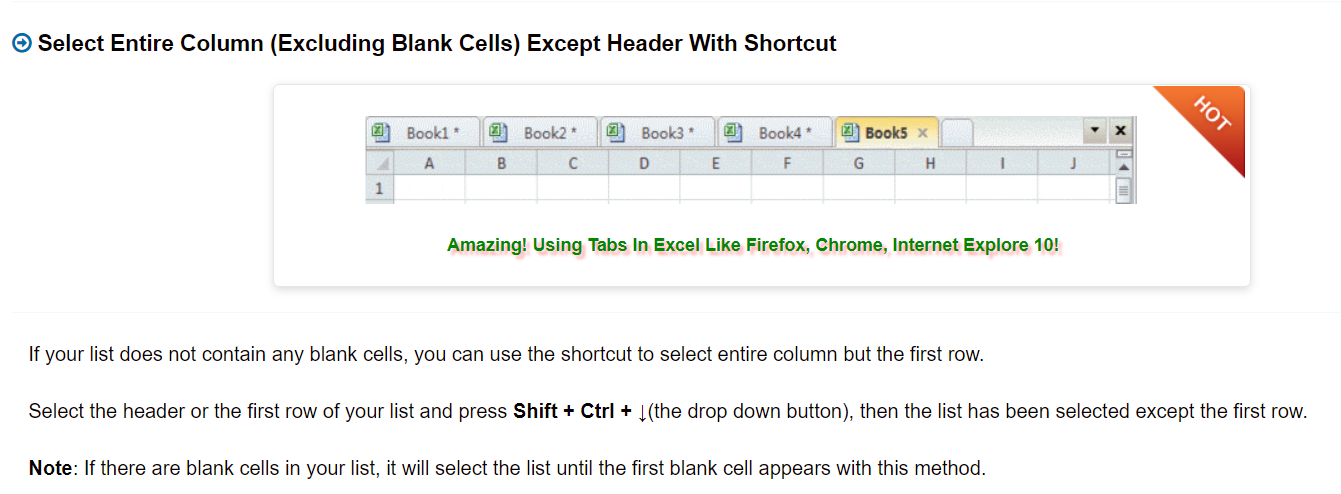 Select Entire Column (Excluding Blank Cells) Except Header With Shortcut
HOT
Book1 * Book2 * Book3 * Book4 * Book5
A B C D E F G H I J
1
Amazing! Using Tabs In Excel Like Firefox, Chrome, Internet Explore 10!
If your list does not contain any blank cells, you can use the shortcut to select entire column but the first row.
Select the header or the first row of your list and press Shift + Ctrl + ↓(the drop down button), then the list has been selected except the first row.
Note: If there are blank cells in your list, it will select the list until the first blank cell appears with this method.